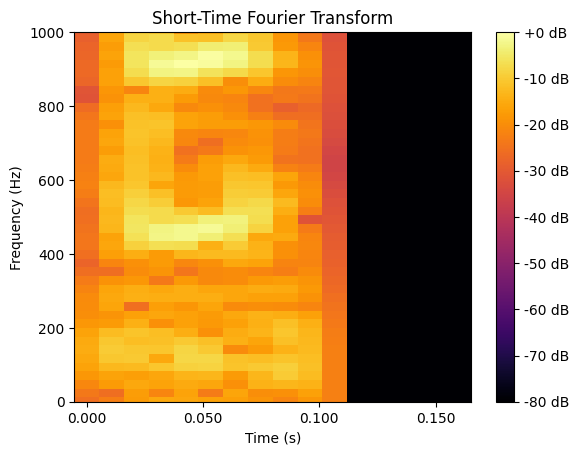 Short-Time Fourier Transform
1000
800
600
400
200
0
Frequency (Hz)
0.000
0.050
0.100
0.150
Time (s)
+0 dB
-10 dB
-20 dB
-30 dB
-40 dB
-50 dB
-60 dB
-70 dB
-80 dB